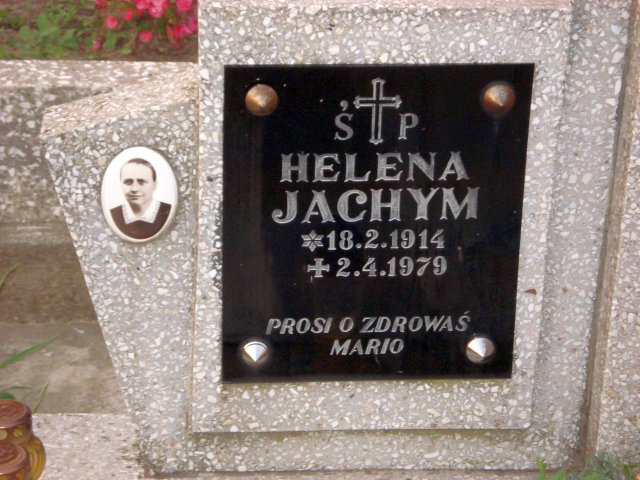 Ś P
HELENA
JACHYM
18.2.1914
2.4.1979
PROSI O ZDROWAŚ
MARIO